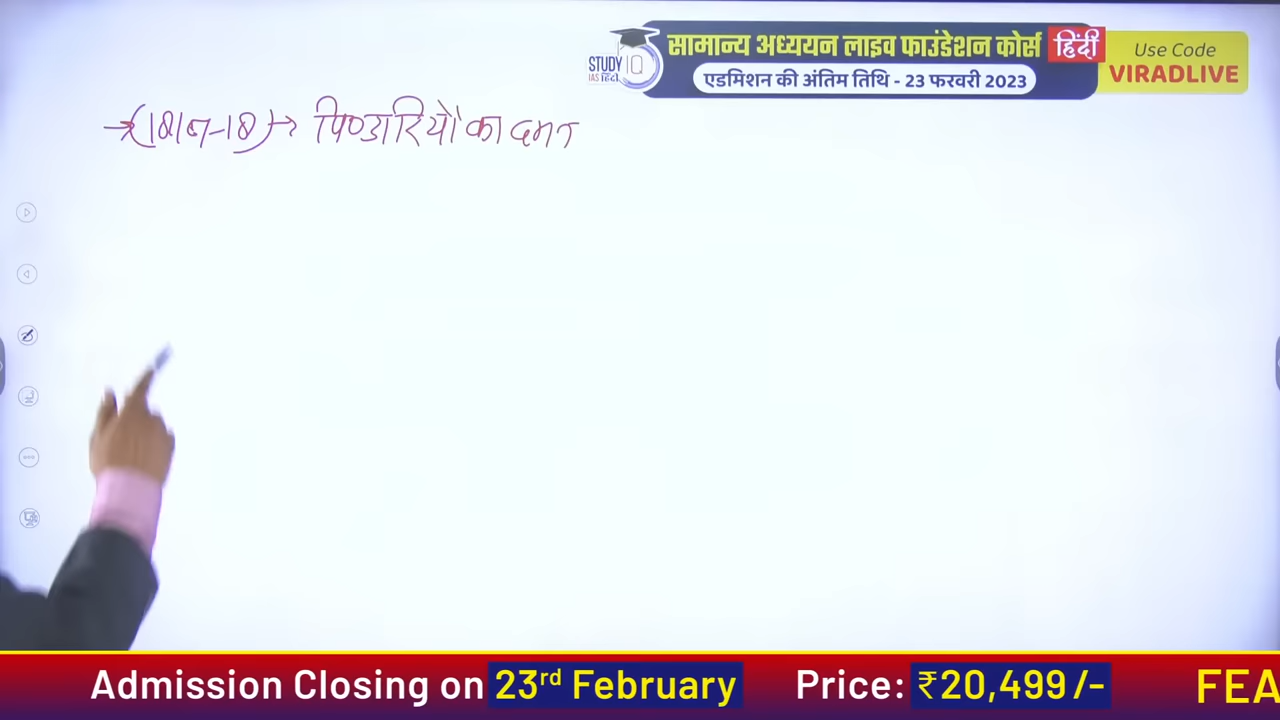 STUDY IQ
IAS हिंदी
सामान्य अध्ययन लाइव फाउंडेशन कोर्स हिंदी
एडमिशन की अंतिम तिथि - 23 फरवरी 2023
Use Code
VIRADLIVE
→(1817-18)→ पिण्डारियों का दमन
Admission Closing on 23rd February Price: ₹20,499/- FEA